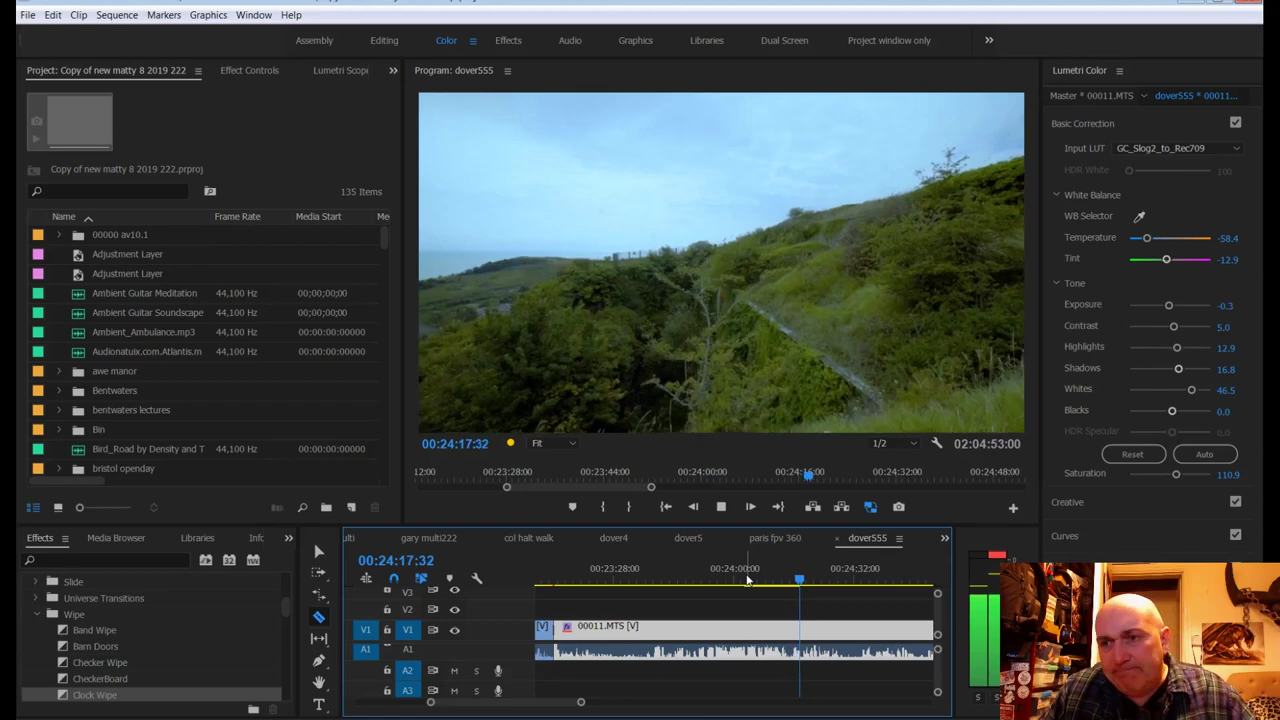 File Edit Clip Sequence Markers Graphics Window Help
Assembly Editing Color Effects Audio Graphics Libraries Dual Screen Project window only
Project: Copy of new matty 8 2019 222 Effect Controls Lumetri Scop
Copy of new matty 8 2019 222.prproj
135 Items
Name Frame Rate Media Start Me
00000 av10.1
Adjustment Layer
Adjustment Layer
Ambient Guitar Meditation 44,100 Hz 00;00;00;00
Ambient Guitar Soundscape 44,100 Hz 00;00;00;00
Ambient_Ambulance.mp3 44,100 Hz 00:00:00:00000
Audionatuix.com.Atlantis.m 44,100 Hz 00:00:00:00000
awe manor
Bentwaters
bentwaters lectures
Bin
Bird_Road by Density and T 44,100 Hz 00:00:00:00000
bristol openday
Program: dover555
00:24:17:32 Fit 1/2 02:04:53:00
12:00 00:23:28:00 00:23:44:00 00:24:00:00 00:24:16:00 00:24:32:00 00:24:48:00
Lumetri Color
Master * 00011.MTS dover555 * 00011...
Basic Correction
Input LUT GC_Slog2_to_Rec709
HDR White 100
White Balance
WB Selector
Temperature -58.4
Tint -12.9
Tone
Exposure -0.3
Contrast 5.0
Highlights 12.9
Shadows 16.8
Whites 46.5
Blacks 0.0
HDR Specular 0.0
Reset Auto
Saturation 110.9
Creative
Curves
Effects Media Browser Libraries Info
32
Slide
Universe Transitions
Wipe
Band Wipe
Barn Doors
Checker Wipe
CheckerBoard
Clock Wipe
ulti gary multi222 col halt walk dover4 dover5 paris fpv 360 × dover555
00:24:17:32
00:23:28:00 00:24:00:00 00:24:32:00
V3
V2
V1 V1 [V] fx 00011.MTS [V]
A1 A1
A2 M S
A3 M S
S S